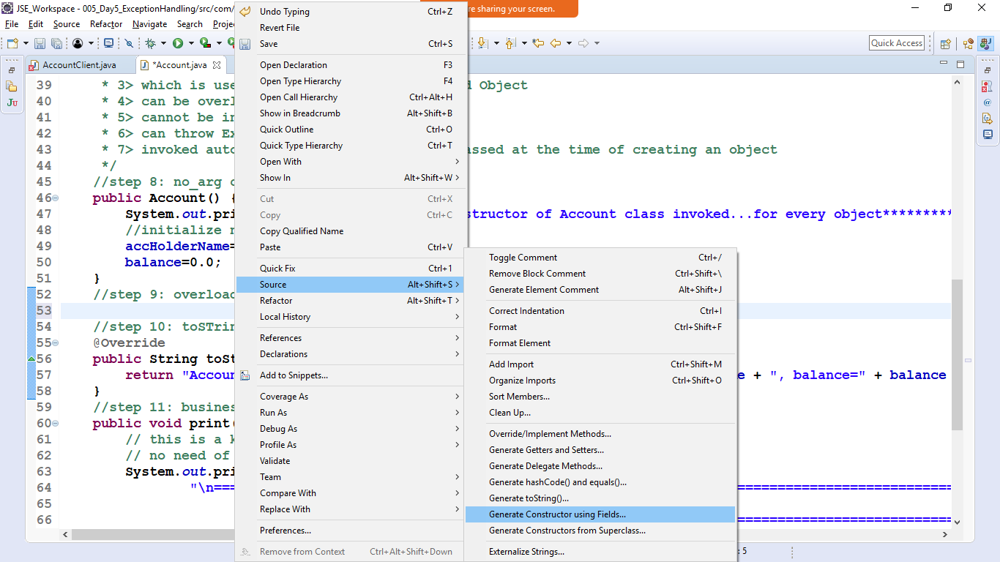 JSE_Workspace - 005_Day5_ExceptionHandling/src/com/
re sharing your screen.
File Edit Source Refactor Navigate Search Proje
Quick Access
AccountClient.java
*Account.java
39 * 3> which is use d Object
40 * 4> can be overl
41 * 5> cannot be in
42 * 6> can throw Ex
43 * 7> invoked auto assed at the time of creating an object
44 */
45 //step 8: no_arg c
46 public Account() {
47 System.out.pri structor of Account class invoked...for every object**********
48 //initialize n
49 accHolderName=
50 balance=0.0;
51 }
52 //step 9: overload
53
54 //step 10: toSTrin
55 @Override
56 public String toSt
57 return "Accoun e + ", balance=" + balance
58 }
59 //step 11: busines
60 public void print(
61 // this is a k
62 // no need of
63 System.out.pri
64 "\n==
65
66
Undo Typing Ctrl+Z
Revert File
Save Ctrl+S
Open Declaration F3
Open Type Hierarchy F4
Open Call Hierarchy Ctrl+Alt+H
Show in Breadcrumb Alt+Shift+B
Quick Outline Ctrl+O
Quick Type Hierarchy Ctrl+T
Open With
Show In Alt+Shift+W
Cut Ctrl+X
Copy Ctrl+C
Copy Qualified Name
Paste Ctrl+V
Quick Fix Ctrl+1
Source Alt+Shift+S
Refactor Alt+Shift+T
Local History
References
Declarations
Add to Snippets...
Coverage As
Run As
Debug As
Profile As
Validate
Team
Compare With
Replace With
Preferences...
Remove from Context Ctrl+Alt+Shift+Down
Toggle Comment Ctrl+/
Remove Block Comment Ctrl+Shift+\
Generate Element Comment Alt+Shift+J
Correct Indentation Ctrl+I
Format Ctrl+Shift+F
Format Element
Add Import Ctrl+Shift+M
Organize Imports Ctrl+Shift+O
Sort Members...
Clean Up...
Override/Implement Methods...
Generate Getters and Setters...
Generate Delegate Methods...
Generate hashCode() and equals()...
Generate toString()...
Generate Constructor using Fields...
Generate Constructors from Superclass...
Externalize Strings...
: 5